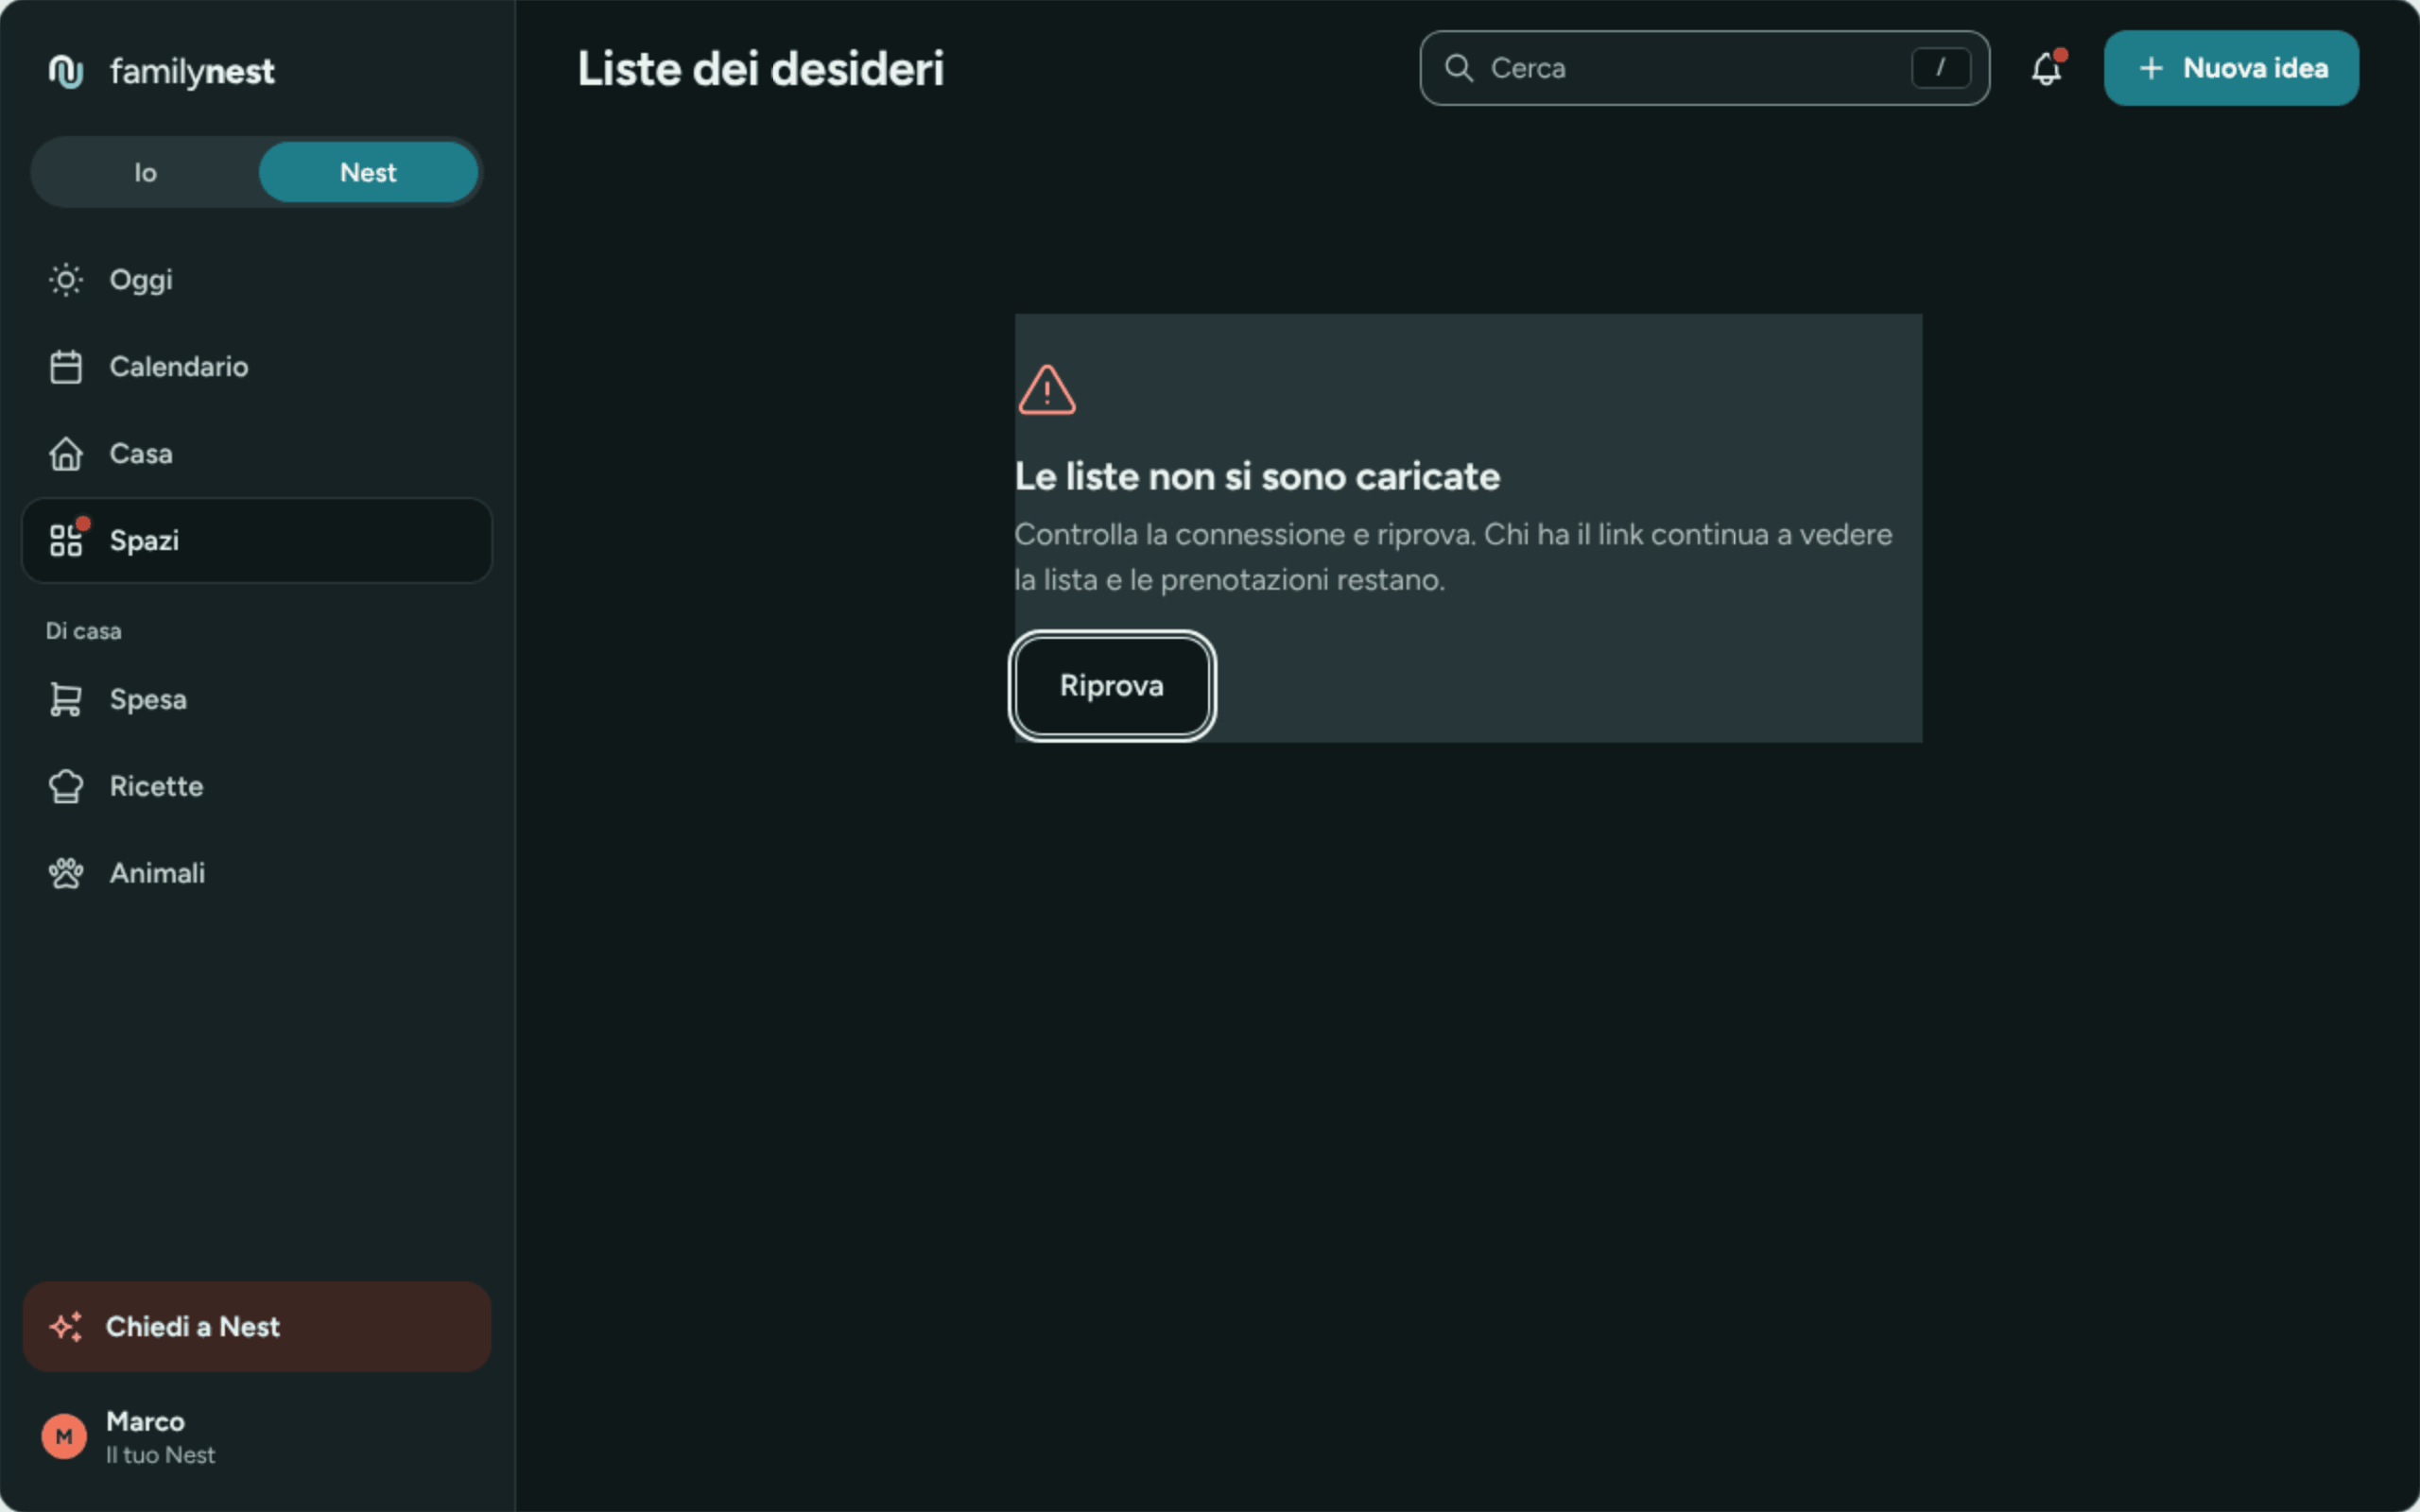 familynest
Io
Nest
Oggi
Calendario
Casa
Spazi
Di casa
Spesa
Ricette
Animali
Chiedi a Nest
M
Marco
Il tuo Nest
Liste dei desideri
Cerca
/
Nuova idea
Le liste non si sono caricate
Controlla la connessione e riprova. Chi ha il link continua a vedere
la lista e le prenotazioni restano.
Riprova